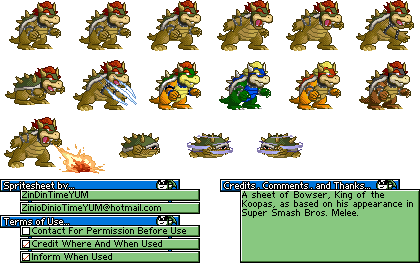 Spritesheet by...
ZinDinTimeYUM
ZinioDinioTimeYUM@hotmail.com
Terms of Use...
Contact For Permission Before Use
Credit Where And When Used
Inform When Used
Credits, Comments, and Thanks...
A sheet of Bowser, King of the
Koopas, as based on his appearance in
Super Smash Bros. Melee.